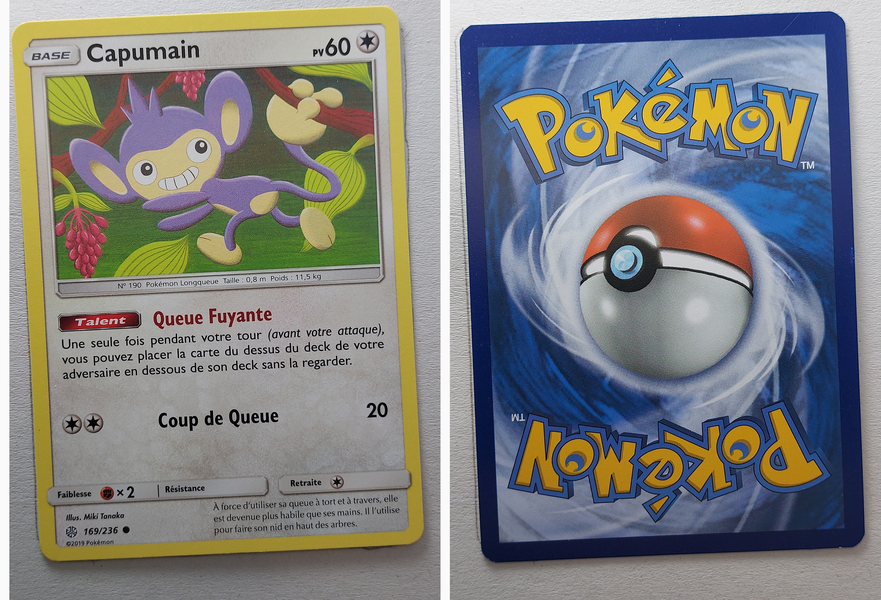 BASE Capumain PV60
N° 190 Pokémon Longqueue Taille : 0,8 m Poids : 11,5 kg
Talent Queue Fuyante
Une seule fois pendant votre tour (avant votre attaque),
vous pouvez placer la carte du dessus du deck de votre
adversaire en dessous de son deck sans la regarder.
Coup de Queue 20
Faiblesse ×2 Résistance Retraite
Illus. Miki Tanaka
169/236
©2019 Pokémon
À force d'utiliser sa queue à tort et à travers, elle
est devenue plus habile que ses mains. Il l'utilise
pour faire son nid en haut des arbres.
POKéMON
TM
POKéMON
TM